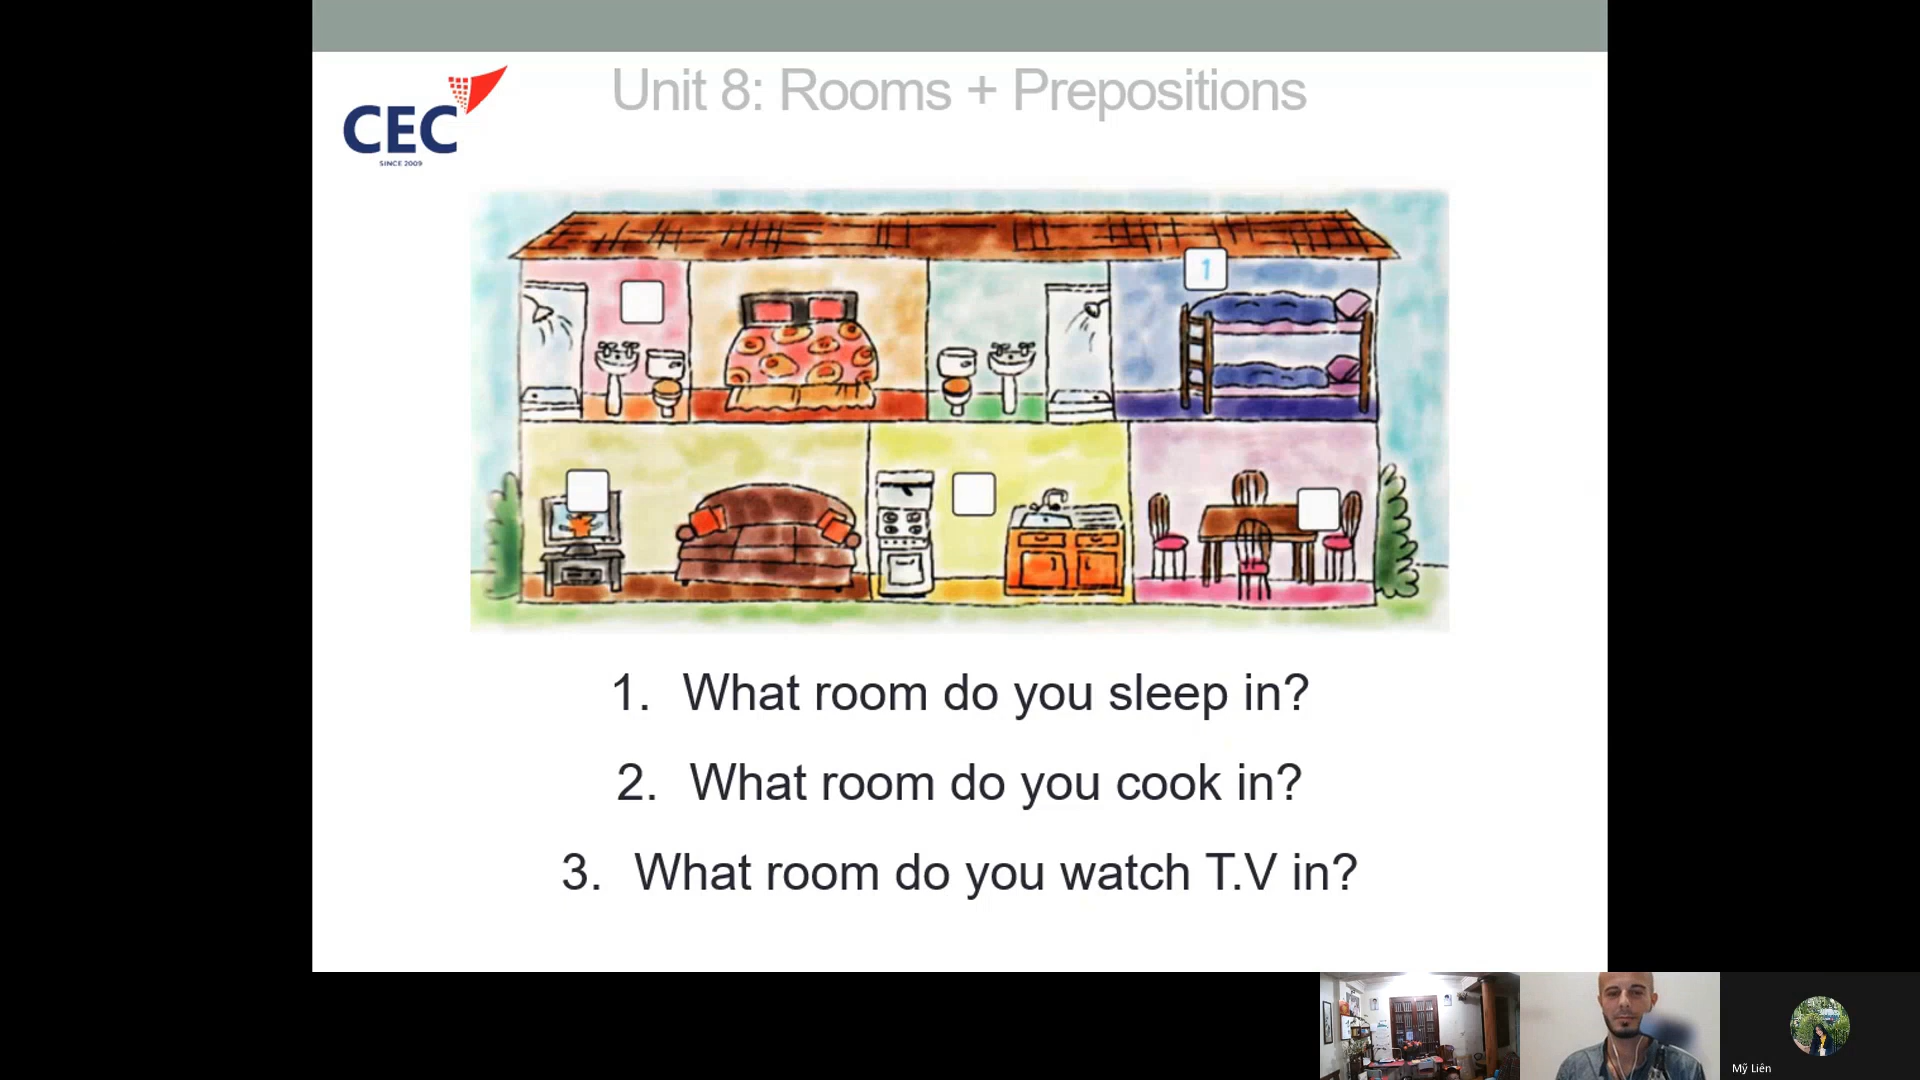 Unit 8: Rooms + Prepositions
CEC
SINCE 2009
1
1. What room do you sleep in?
2. What room do you cook in?
3. What room do you watch T.V in?
Mỹ Liên